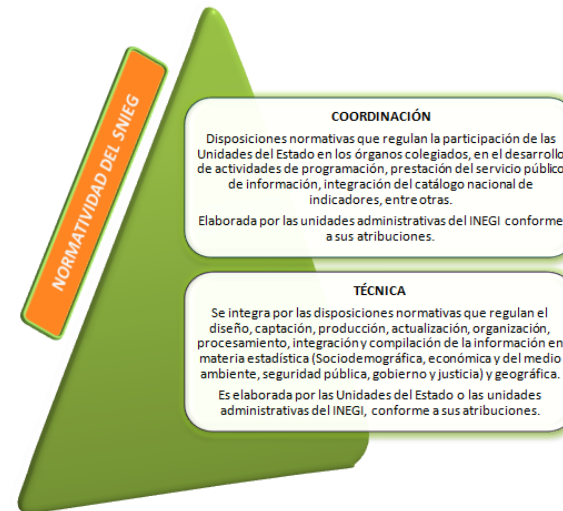 NORMATIVIDAD DEL SNIEG
COORDINACIÓN
Disposiciones normativas que regulan la participación de las
Unidades del Estado en los órganos colegiados, en el desarrollo
de actividades de programación, prestación del servicio público
de información, integración del catálogo nacional de
indicadores, entre otras.
Elaborada por las unidades administrativas del INEGI conforme
a sus atribuciones.
TÉCNICA
Se integra por las disposiciones normativas que regulan el
diseño, captación, producción, actualización, organización,
procesamiento, integración y compilación de la información en
materia estadística (Sociodemográfica, económica y del medio
ambiente, seguridad pública, gobierno y justicia) y geográfica.
Es elaborada por las Unidades del Estado o las unidades
administrativas del INEGI, conforme a sus atribuciones.